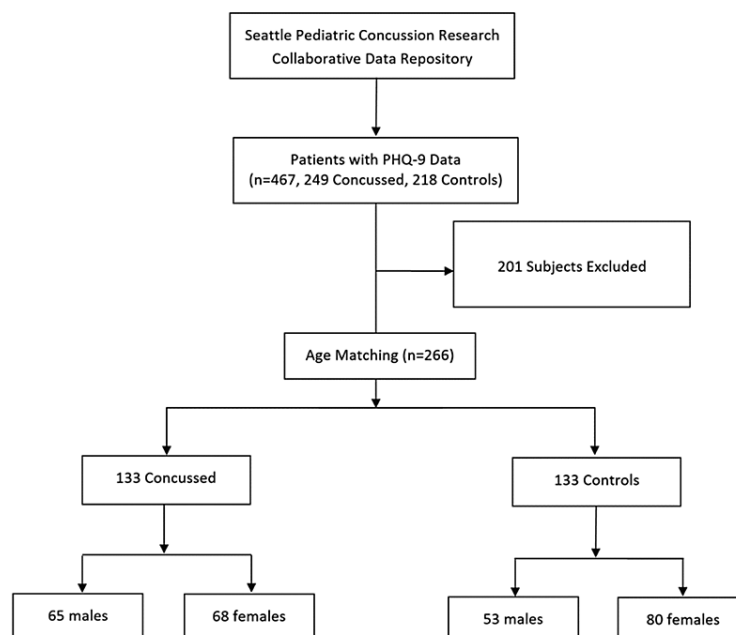 Seattle Pediatric Concussion Research
Collaborative Data Repository
Patients with PHQ-9 Data
(n=467, 249 Concussed, 218 Controls)
201 Subjects Excluded
Age Matching (n=266)
133 Concussed
133 Controls
65 males
68 females
53 males
80 females